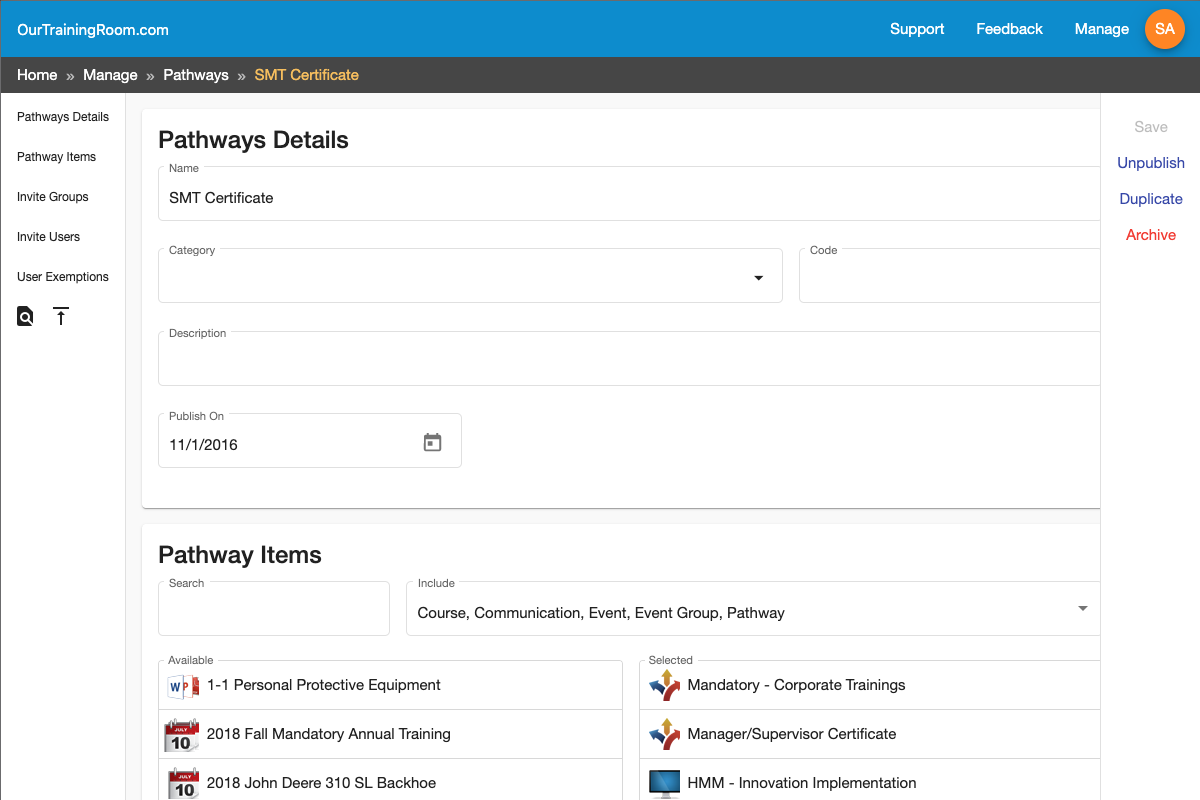 OurTrainingRoom.com
Support
Feedback
Manage
SA
Home » Manage » Pathways » SMT Certificate
Pathways Details
Pathway Items
Invite Groups
Invite Users
User Exemptions
Pathways Details
Name
SMT Certificate
Category
Code
Description
Publish On
11/1/2016
Pathway Items
Search
Include
Course, Communication, Event, Event Group, Pathway
Available
W P 1-1 Personal Protective Equipment
JULY 10 2018 Fall Mandatory Annual Training
JULY 10 2018 John Deere 310 SL Backhoe
Selected
Mandatory - Corporate Trainings
Manager/Supervisor Certificate
HMM - Innovation Implementation
Save
Unpublish
Duplicate
Archive